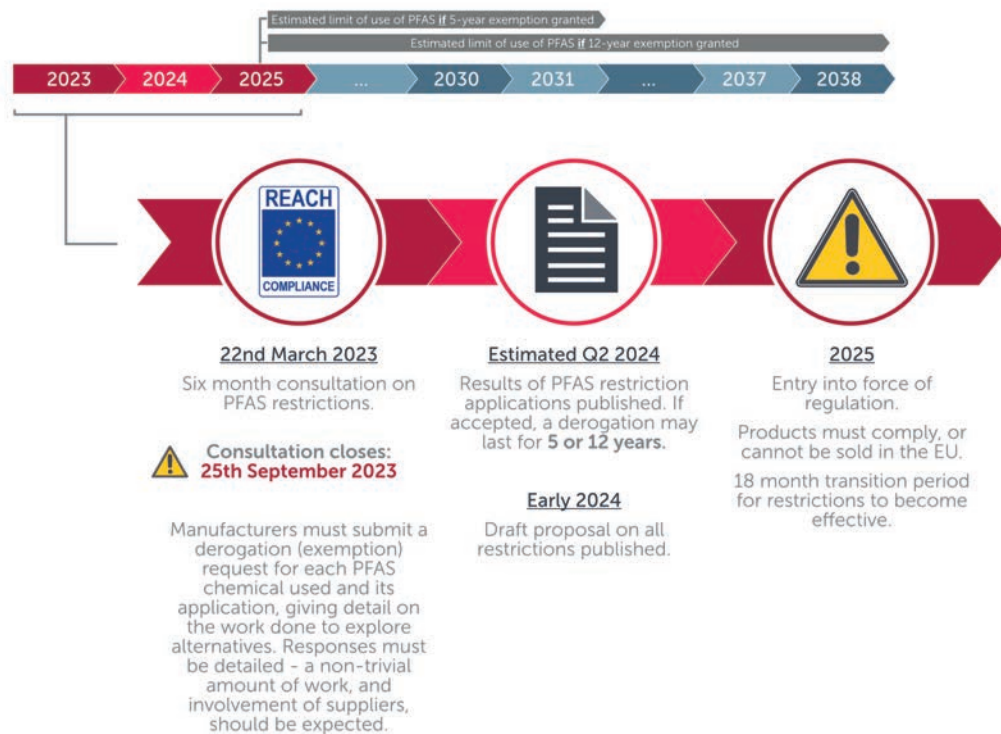 Estimated limit of use of PFAS if 5-year exemption granted
Estimated limit of use of PFAS if 12-year exemption granted
2023 2024 2025 ... 2030 2031 ... 2037 2038
REACH
COMPLIANCE
22nd March 2023
Six month consultation on
PFAS restrictions.
Consultation closes:
25th September 2023
Manufacturers must submit a
derogation (exemption)
request for each PFAS
chemical used and its
application, giving detail on
the work done to explore
alternatives. Responses must
be detailed - a non-trivial
amount of work, and
involvement of suppliers,
should be expected.
Estimated Q2 2024
Results of PFAS restriction
applications published. If
accepted, a derogation may
last for 5 or 12 years.
Early 2024
Draft proposal on all
restrictions published.
2025
Entry into force of
regulation.
Products must comply, or
cannot be sold in the EU.
18 month transition period
for restrictions to become
effective.